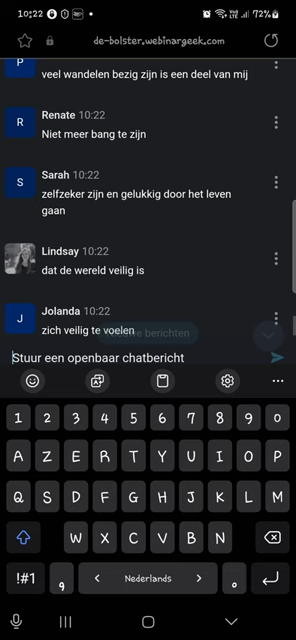 10:22
72%
de-bolster.webinargeek.com
P
veel wandelen bezig zijn is een deel van mij
R
Renate 10:22
Niet meer bang te zijn
S
Sarah 10:22
zelfzeker zijn en gelukkig door het leven
gaan
Lindsay 10:22
dat de wereld veilig is
J
Jolanda 10:22
zich veilig te voelen
Stuur een openbaar chatbericht
1 2 3 4 5 6 7 8 9 0
A Z E R T Y U I O P
Q S D F G H J K L M
W X C V B N
!#1 , < Nederlands > .